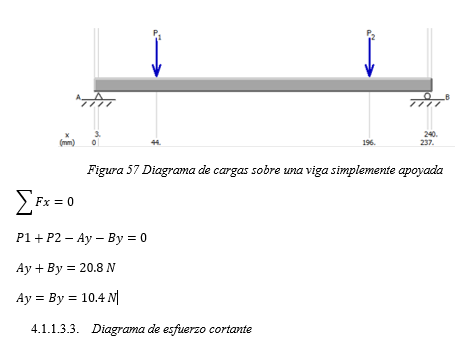 P1 P2
A B
x 3. 240.
(mm) 0 44. 196. 237.
Figura 57 Diagrama de cargas sobre una viga simplemente apoyada
∑ Fx = 0
P1 + P2 − Ay − By = 0
Ay + By = 20.8 N
Ay = By = 10.4 N
4.1.1.3.3. Diagrama de esfuerzo cortante